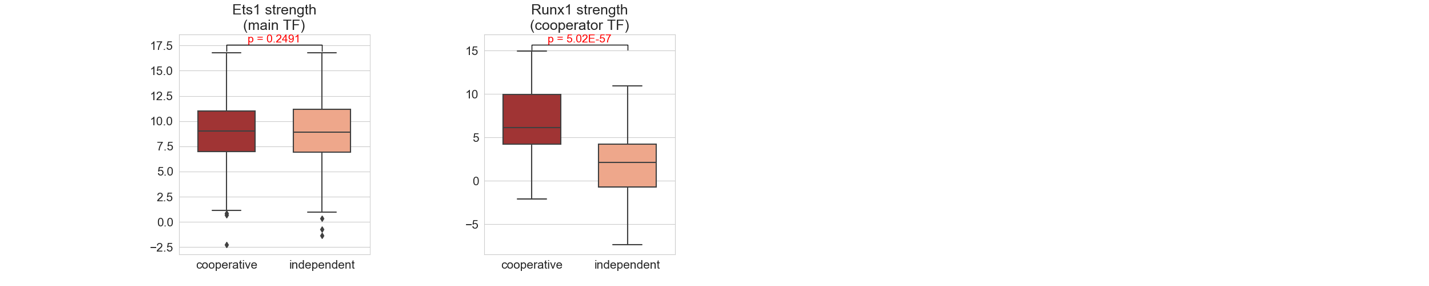 Ets1 strength
(main TF)
p = 0.2491
17.5
15.0
12.5
10.0
7.5
5.0
2.5
0.0
−2.5
cooperative
independent
Runx1 strength
(cooperator TF)
p = 5.02E-57
15
10
5
0
−5
cooperative
independent